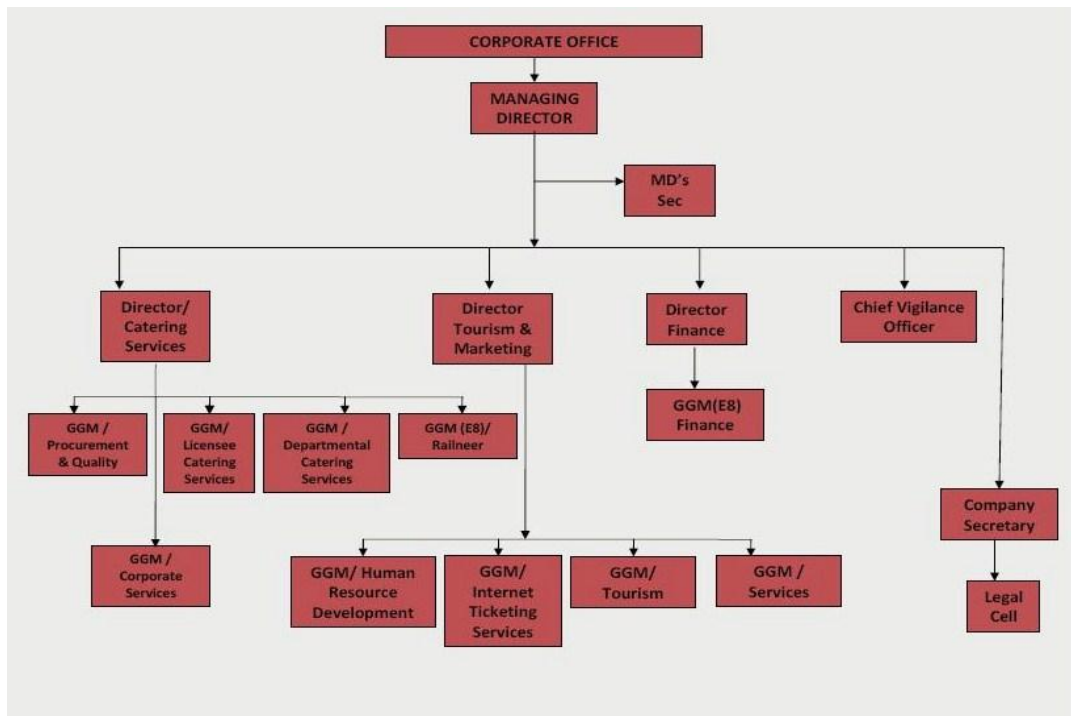 CORPORATE OFFICE
MANAGING
DIRECTOR
MD's
Sec
Director/
Catering
Services
Director
Tourism &
Marketing
Director
Finance
Chief Vigilance
Officer
GGM(E8)
Finance
GGM /
Procurement
& Quality
GGM/
Licensee
Catering
Services
GGM /
Departmental
Catering
Services
GGM (E8)/
Railneer
Company
Secretary
GGM /
Corporate
Services
GGM/ Human
Resource
Development
GGM/
Internet
Ticketing
Services
GGM/
Tourism
GGM /
Services
Legal
Cell